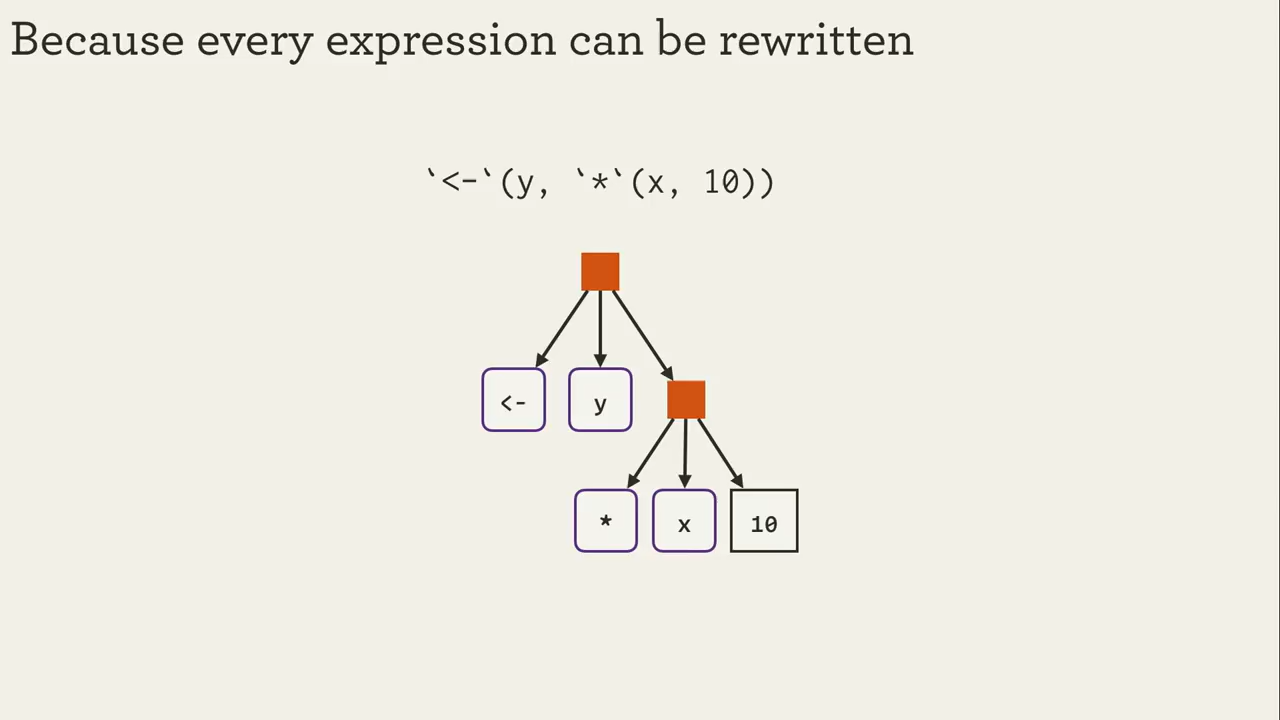 Because every expression can be rewritten
`<-`(y, `*`(x, 10))
<- y
* x 10